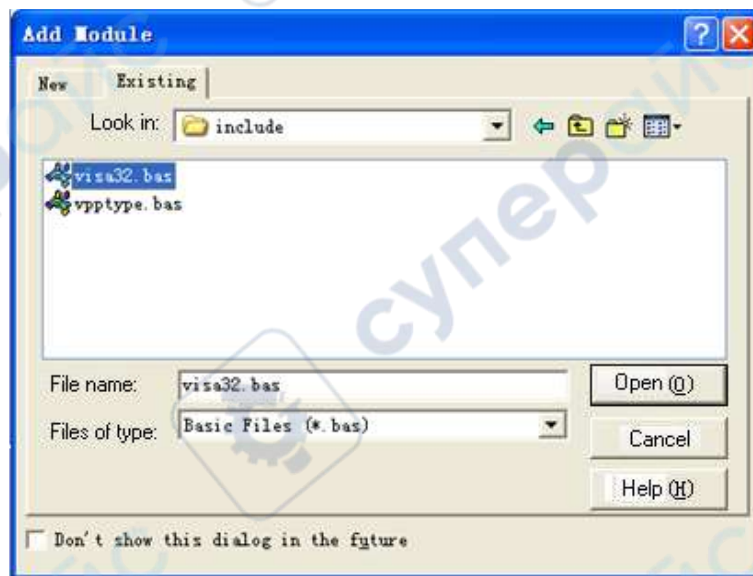 Add Module
New Existing
Look in: include
visa32.bas
vpptype.bas
File name: visa32.bas
Open (O)
Files of type: Basic Files (*.bas)
Cancel
Help (H)
Don't show this dialog in the future
супер